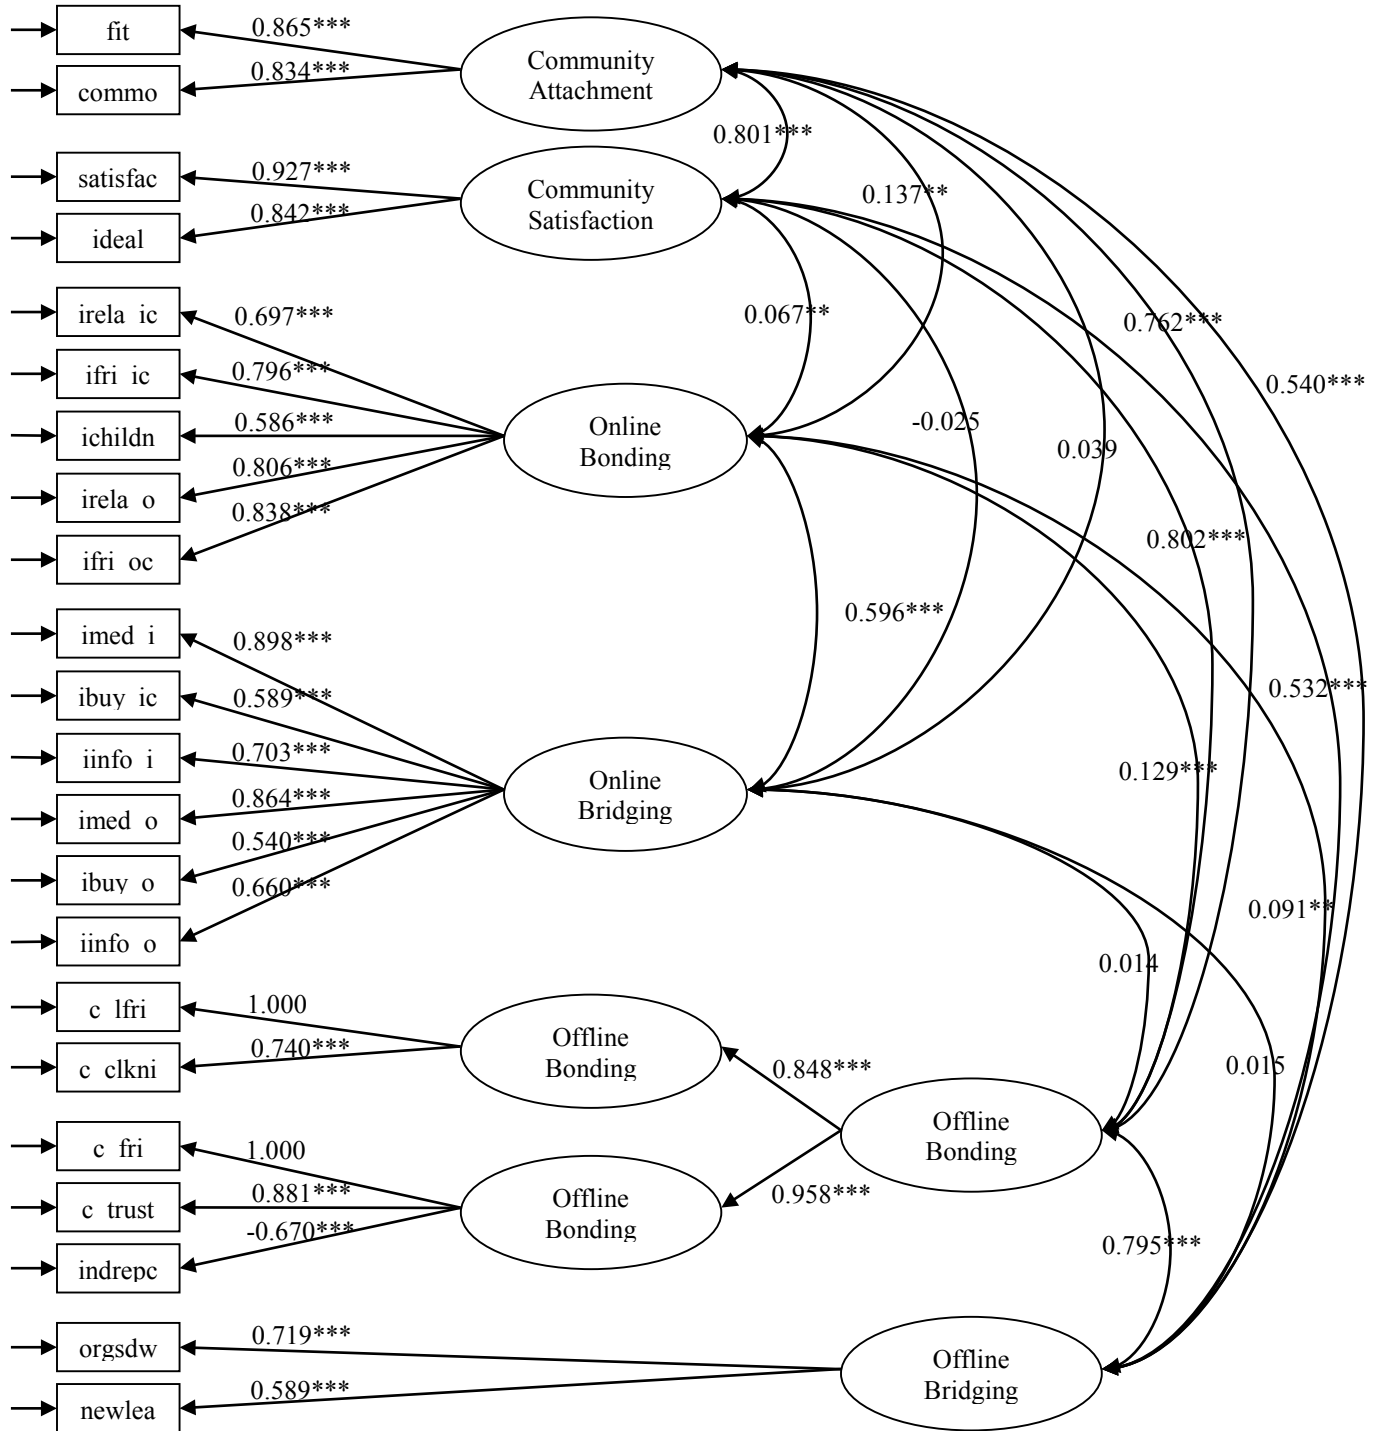 fit
0.865***
commo
0.834***
Community
Attachment
0.801***
satisfac
0.927***
ideal
0.842***
Community
Satisfaction
0.137**
0.067**
0.762***
0.540***
irela ic
0.697***
ifri ic
0.796***
ichildn
0.586***
irela o
0.806***
ifri oc
0.838***
Online
Bonding
-0.025
0.039
0.802***
0.596***
0.532***
0.129***
imed i
0.898***
ibuy ic
0.589***
iinfo i
0.703***
imed o
0.864***
ibuy o
0.540***
iinfo o
0.660***
Online
Bridging
0.091**
0.014
0.015
c lfri
1.000
c clkni
0.740***
Offline
Bonding
0.848***
c fri
1.000
c trust
0.881***
indrepc
-0.670***
Offline
Bonding
0.958***
Offline
Bonding
0.795***
orgsdw
0.719***
newlea
0.589***
Offline
Bridging